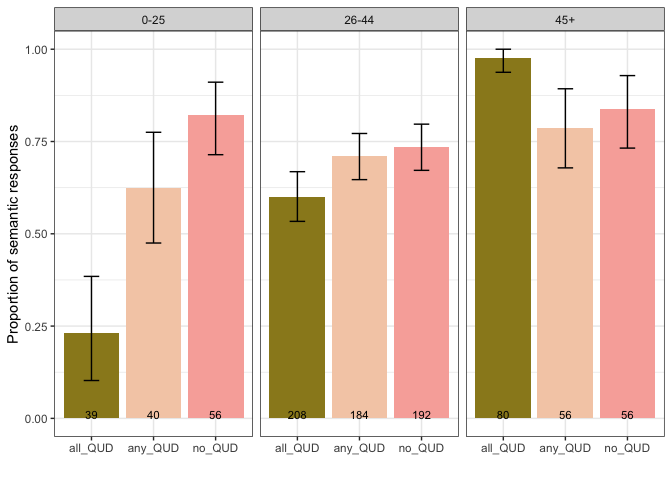 0-25 26-44 45+
Proportion of semantic responses
1.00
0.75
0.50
0.25
0.00
39 40 56 208 184 192 80 56 56
all_QUD any_QUD no_QUD all_QUD any_QUD no_QUD all_QUD any_QUD no_QUD